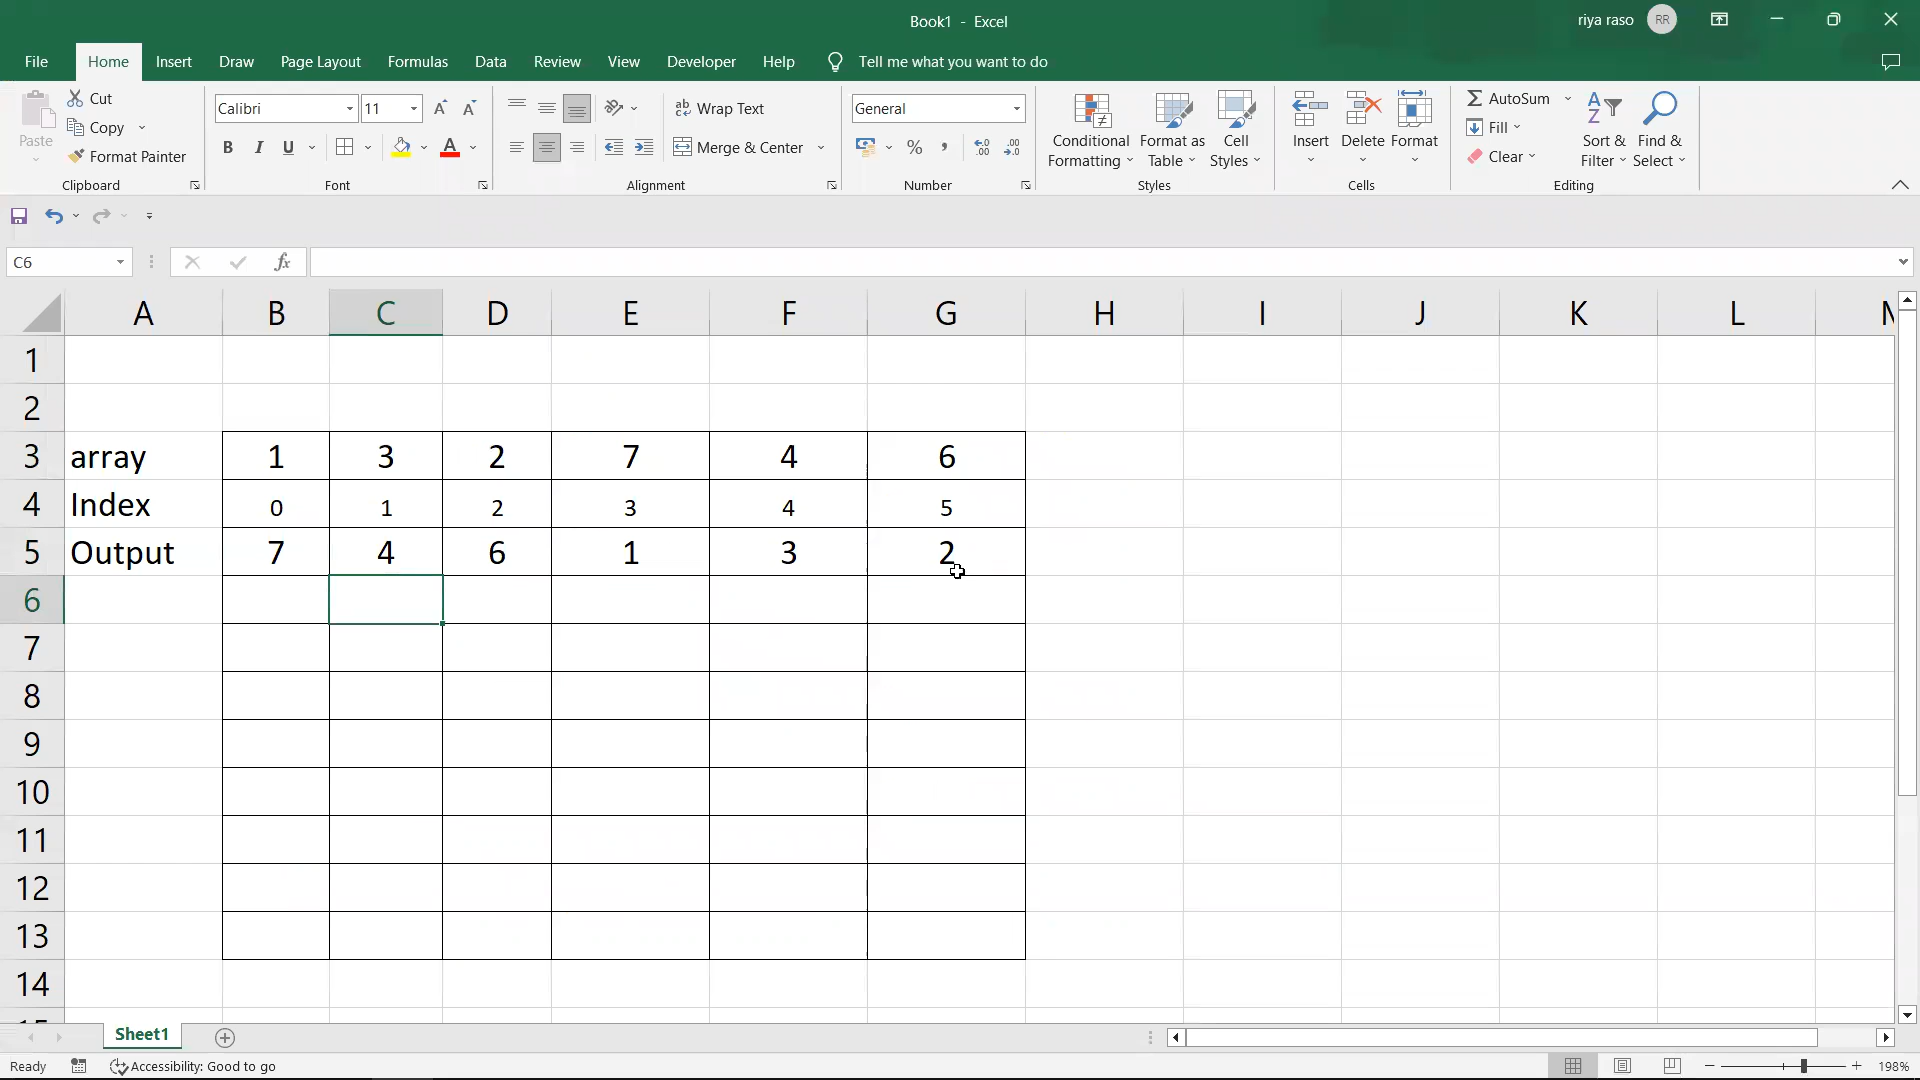 Book1 - Excel
riya raso RR
File Home Insert Draw Page Layout Formulas Data Review View Developer Help Tell me what you want to do
Paste
Cut
Copy
Format Painter
Clipboard
Calibri 11
B I U
Font
Wrap Text
Merge & Center
Alignment
General
Number
Conditional Formatting
Format as Table
Cell Styles
Styles
Insert Delete Format
Cells
AutoSum
Fill
Clear
Sort & Filter
Find & Select
Editing
C6 fx
A B C D E F G H I J K L
1
2
3 array 1 3 2 7 4 6
4 Index 0 1 2 3 4 5
5 Output 7 4 6 1 3 2
6
7
8
9
10
11
12
13
14
Sheet1
Ready Accessibility: Good to go 198%